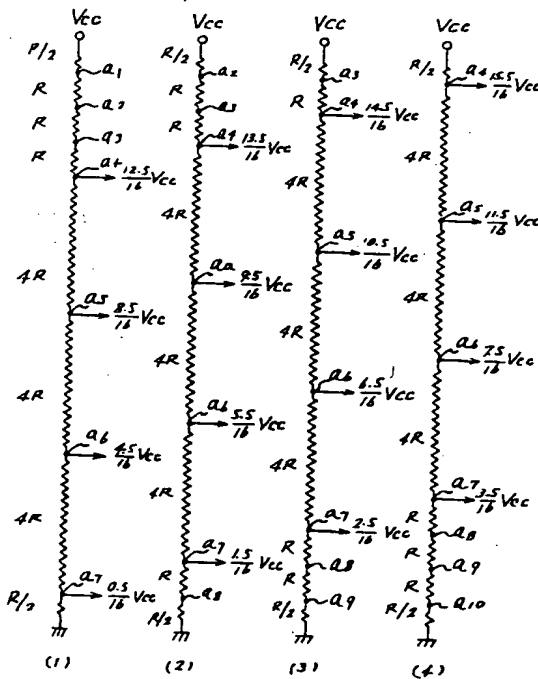 Vcc
R/2
a1
R
a2
R
a3
R
a4 12.5/16 Vcc
4R
a5 8.5/16 Vcc
4R
a6 4.5/16 Vcc
4R
a7 0.5/16 Vcc
R/2
(1)
Vcc
R/2
a2
R
a3
R
a4 13.5/16 Vcc
4R
aa 9.5/16 Vcc
4R
a6 5.5/16 Vcc
4R
a7 1.5/16 Vcc
R
a8
R/2
(2)
Vcc
R/2
a3
R
a4 14.5/16 Vcc
4R
a5 10.5/16 Vcc
4R
a6 6.5/16 Vcc
4R
a7 2.5/16 Vcc
R
a8
R
a9
R/2
(3)
Vcc
R/2
a4 15.5/16 Vcc
4R
a5 11.5/16 Vcc
4R
a6 7.5/16 Vcc
4R
a7 3.5/16 Vcc
R
a8
R
a9
R
a10
R/2
(4)